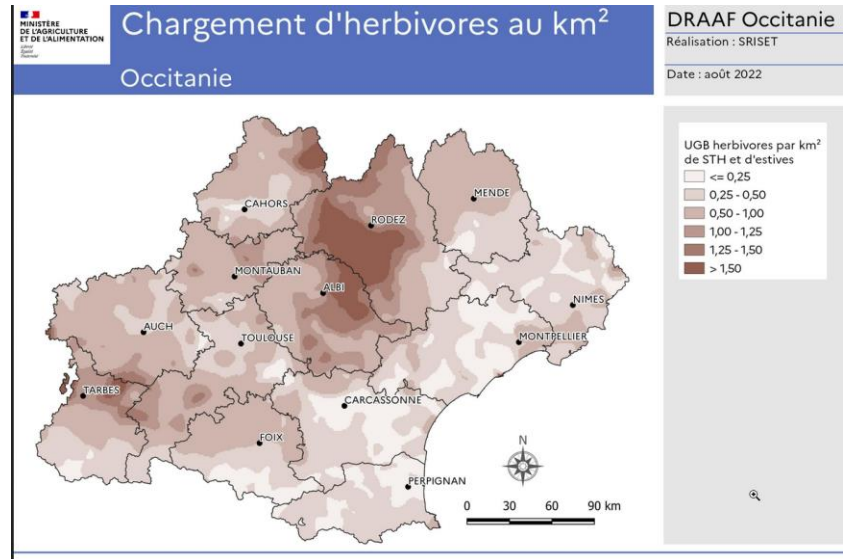 MINISTÈRE
DE L'AGRICULTURE
ET DE L'ALIMENTATION
Liberté
Égalité
Fraternité
Chargement d'herbivores au km²
Occitanie
DRAAF Occitanie
Réalisation : SRISET
Date : août 2022
UGB herbivores par km²
de STH et d'estives
<= 0,25
0,25 - 0,50
0,50 - 1,00
1,00 - 1,25
1,25 - 1,50
> 1,50
CAHORS
MENDE
RODEZ
MONTAUBAN
ALBI
NIMES
AUCH
TOULOUSE
MONTPELLIER
TARBES
CARCASSONNE
FOIX
PERPIGNAN
N
0 30 60 90 km